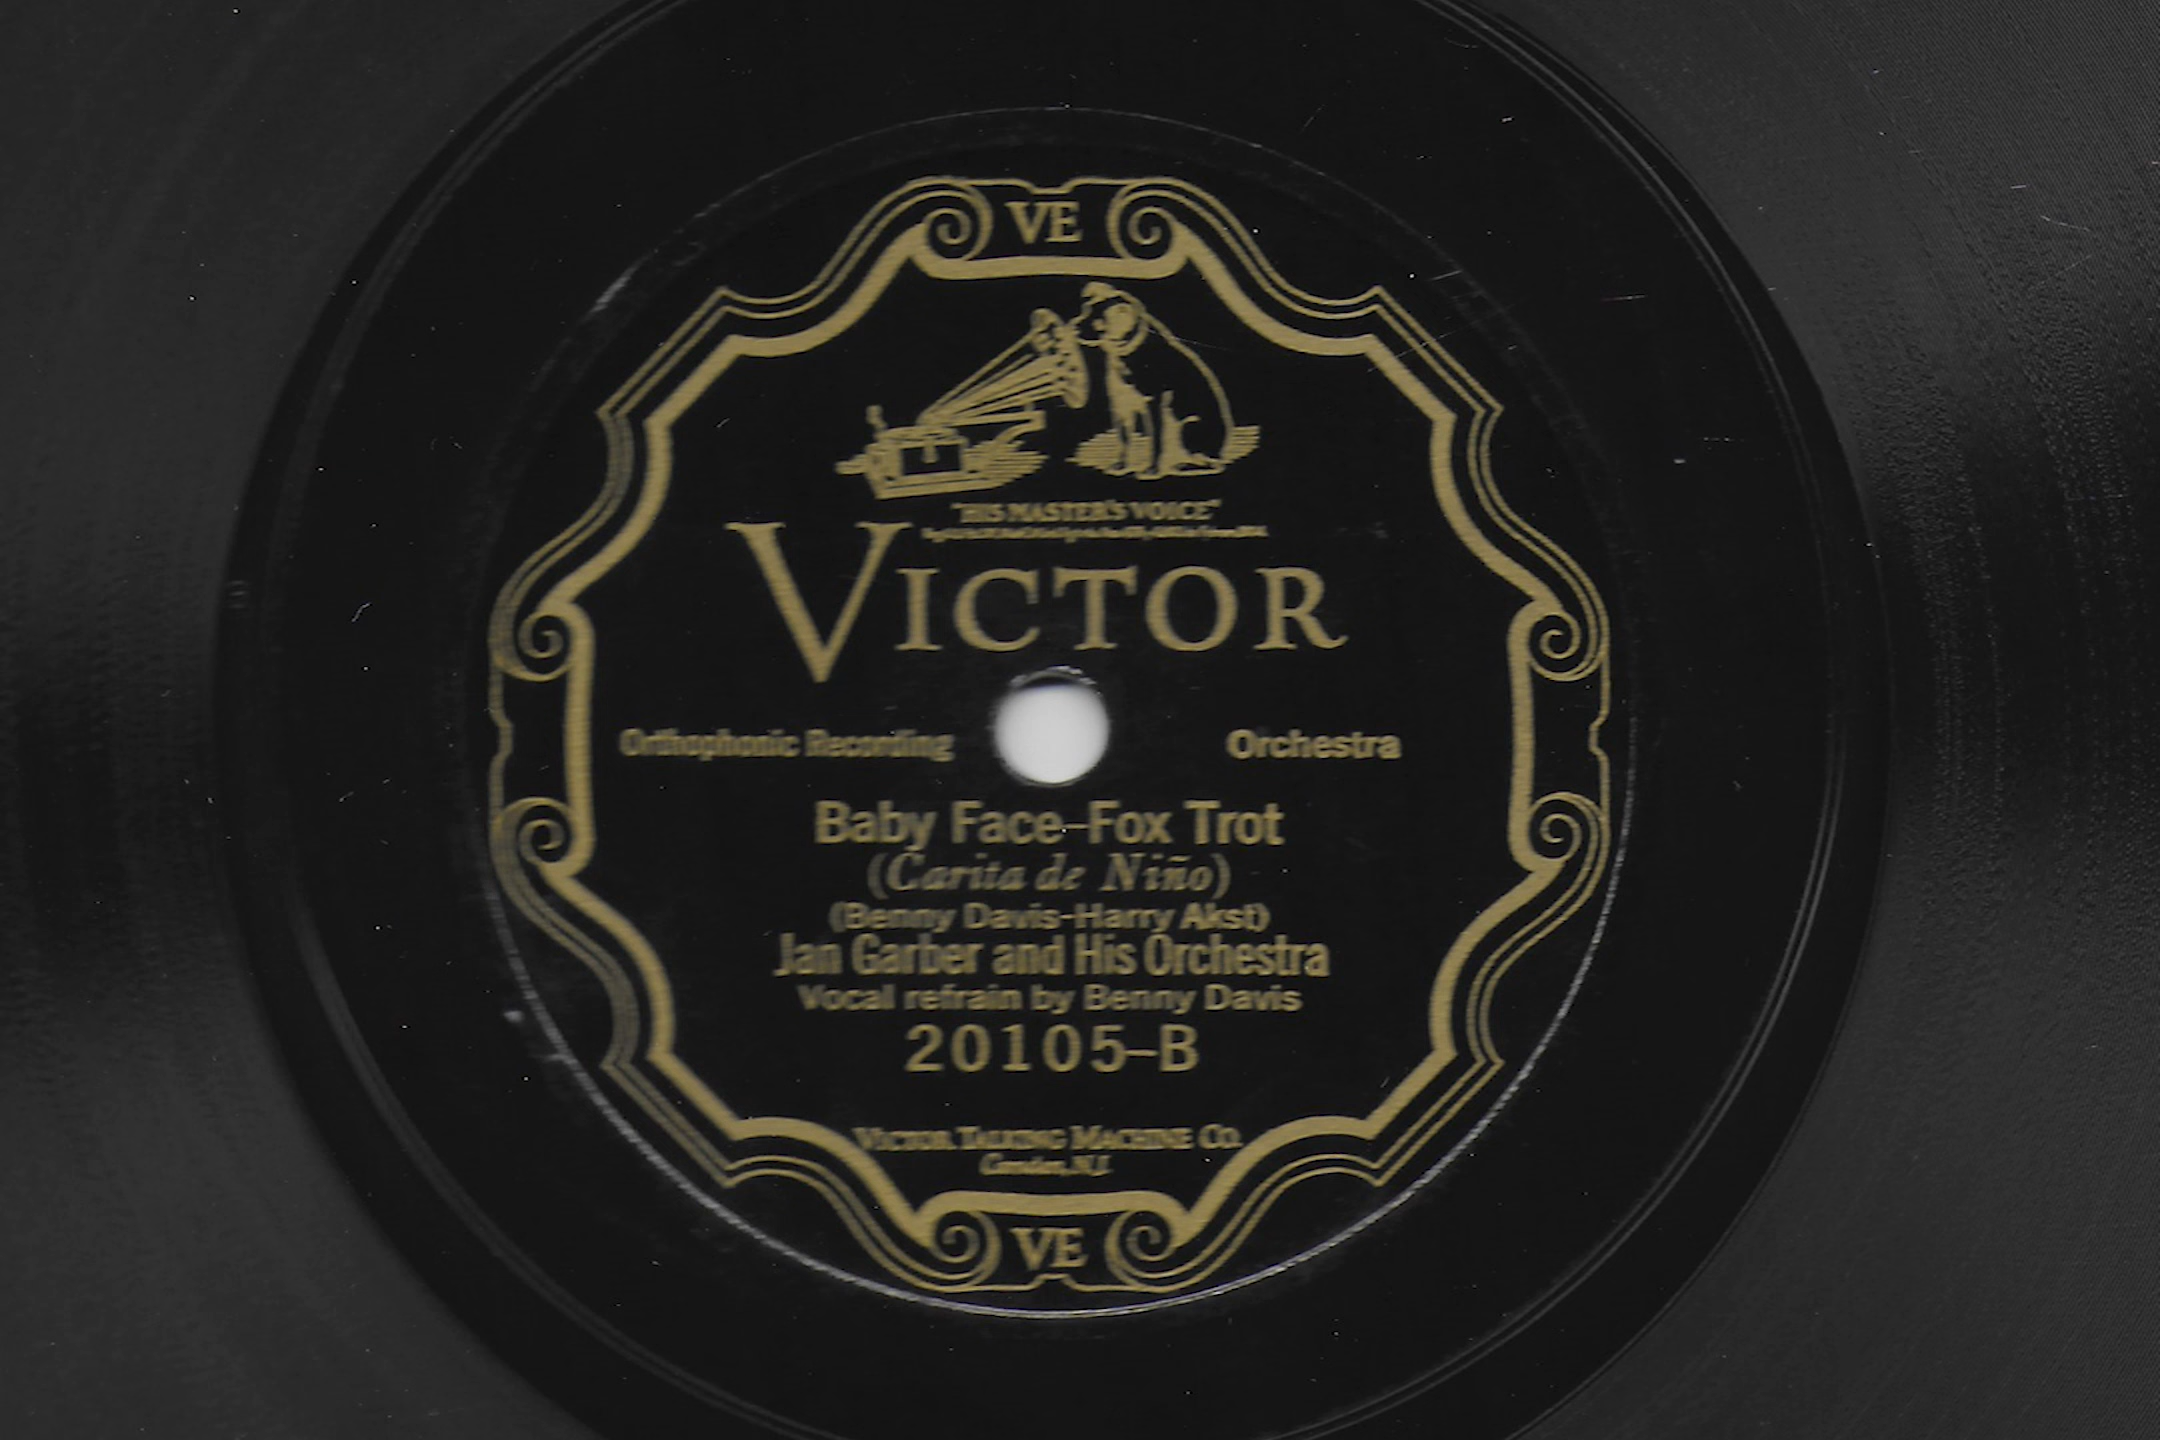 VE
"HIS MASTER'S VOICE"
VICTOR
Orthophonic Recording
Orchestra
Baby Face-Fox Trot
(Carita de Niño)
(Benny Davis-Harry Akst)
Jan Garber and His Orchestra
Vocal refrain by Benny Davis
20105-B
VICTOR TALKING MACHINE CO.
Camden, N.J.
VE